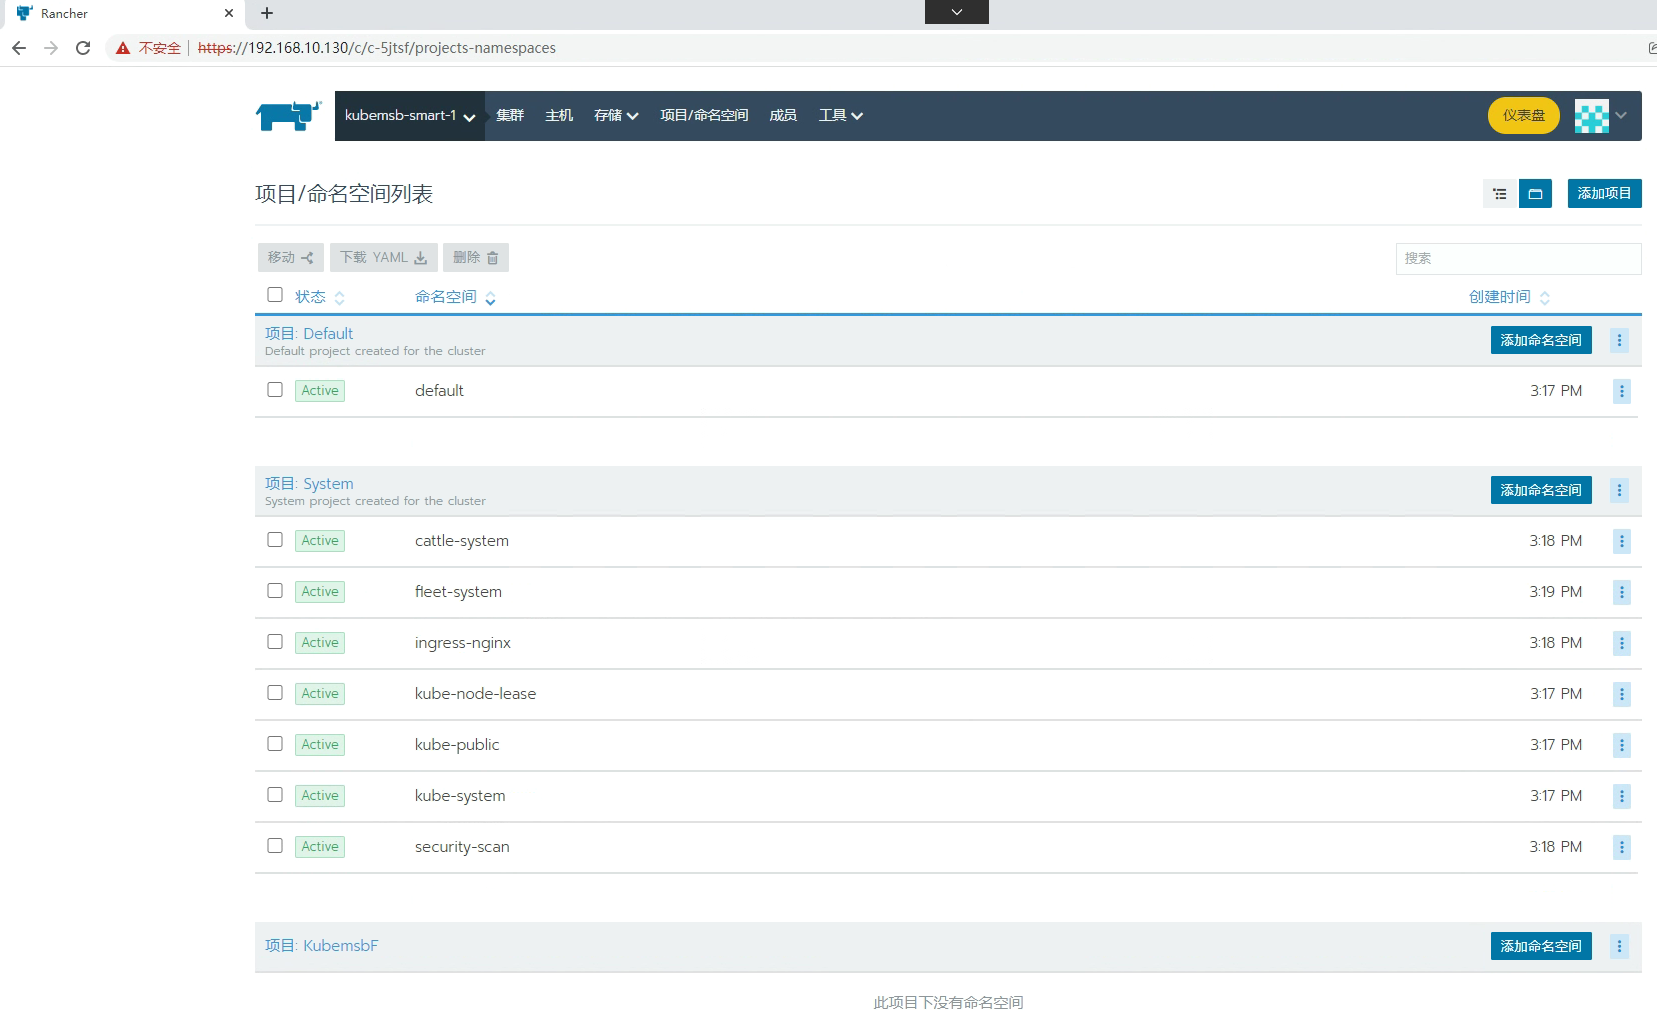 Rancher
不安全 https://192.168.10.130/c/c-5jtsf/projects-namespaces
kubemsb-smart-1 集群 主机 存储 项目/命名空间 成员 工具 仪表盘
项目/命名空间列表 添加项目
移动 下载 YAML 删除 搜索
状态 命名空间 创建时间
项目: Default 添加命名空间
Default project created for the cluster
Active default 3:17 PM
项目: System 添加命名空间
System project created for the cluster
Active cattle-system 3:18 PM
Active fleet-system 3:19 PM
Active ingress-nginx 3:18 PM
Active kube-node-lease 3:17 PM
Active kube-public 3:17 PM
Active kube-system 3:17 PM
Active security-scan 3:18 PM
项目: KubemsbF 添加命名空间
此项目下没有命名空间